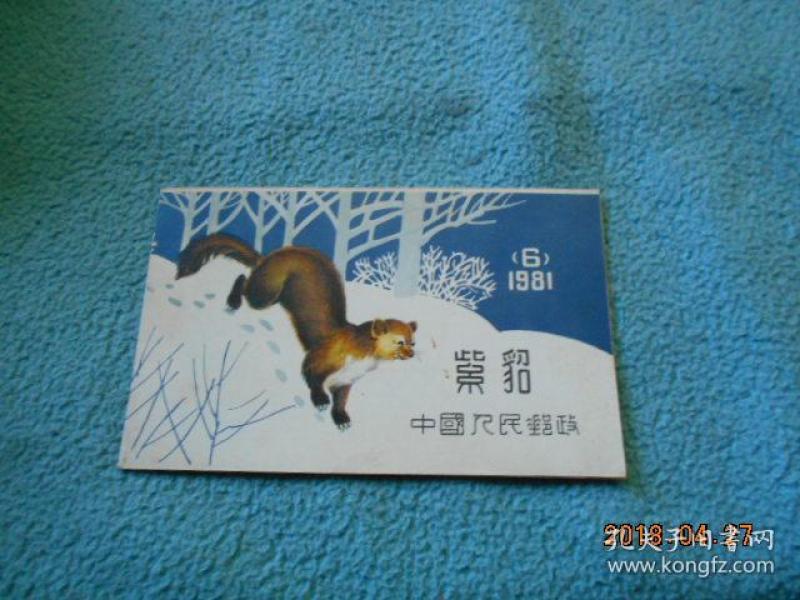 (6)
1981
紫貂
中國人民郵政
2018.04.27
孔夫子旧书网
www.kongfz.com